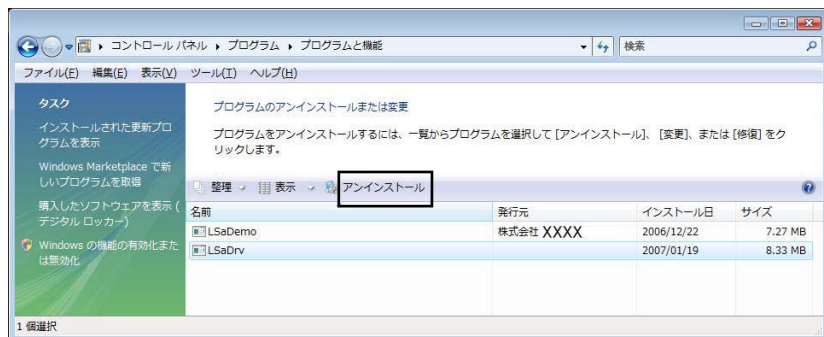 コントロール パネル ▸ プログラム ▸ プログラムと機能
検索
ファイル(F) 編集(E) 表示(V) ツール(T) ヘルプ(H)
タスク
インストールされた更新プロ
グラムを表示
Windows Marketplace で新
しいプログラムを取得
購入したソフトウェアを表示 (
デジタル ロッカー)
Windows の機能の有効化また
は無効化
プログラムのアンインストールまたは変更
プログラムをアンインストールするには、一覧からプログラムを選択して [アンインストール]、[変更]、または [修復] をク
リックします。
整理 表示 アンインストール
名前 発行元 インストール日 サイズ
LSaDemo 株式会社 XXXX 2006/12/22 7.27 MB
LSaDrv 2007/01/19 8.33 MB
1 個選択